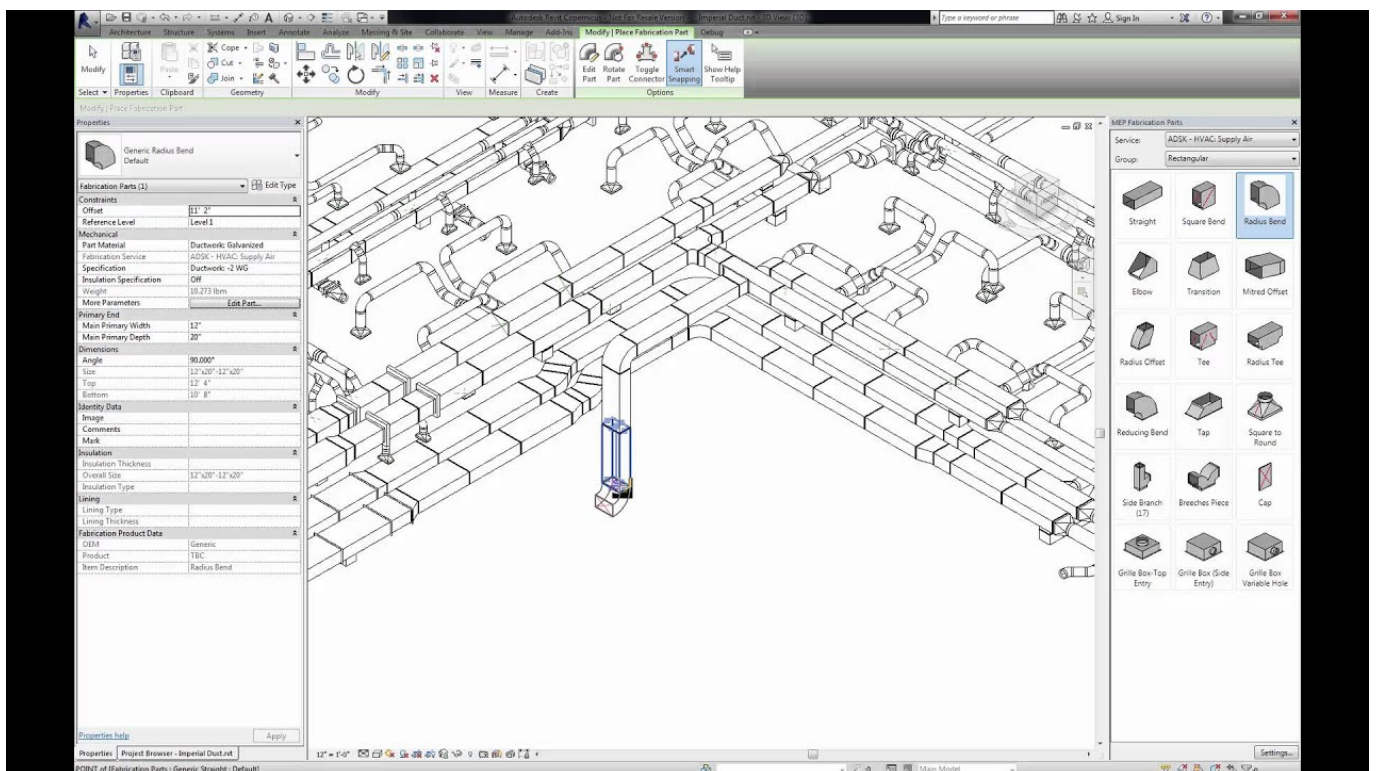 Autodesk Revit Copernicus - Not For Resale Version - Imperial Duct.rvt - 3D View: {3D}
Type a keyword or phrase
Sign In
Architecture Structure Systems Insert Annotate Analyze Massing & Site Collaborate View Manage Add-Ins Modify | Place Fabrication Part Debug
Modify
Paste
Cope
Cut
Join
Edit Part
Rotate Part
Toggle Connector
Smart Snapping
Show Help Tooltip
Select Properties Clipboard Geometry Modify View Measure Create Options
Modify | Place Fabrication Part
Properties
Generic Radius Bend
Default
Fabrication Parts (1)
Edit Type
Constraints
Offset 11' 2"
Reference Level Level 1
Mechanical
Part Material Ductwork: Galvanized
Fabrication Service ADSK - HVAC: Supply Air
Specification Ductwork: -2 WG
Insulation Specification Off
Weight 10.273 lbm
More Parameters Edit Part...
Primary End
Main Primary Width 12"
Main Primary Depth 20"
Dimensions
Angle 90.000°
Size 12"x20"-12"x20"
Top 12' 4"
Bottom 10' 8"
Identity Data
Image
Comments
Mark
Insulation
Insulation Thickness
Overall Size 12"x20"-12"x20"
Insulation Type
Lining
Lining Type
Lining Thickness
Fabrication Product Data
OEM Generic
Product TBC
Item Description Radius Bend
Properties help
Apply
Properties Project Browser - Imperial Duct.rvt
12" = 1'-0"
POINT of [Fabrication Parts : Generic Straight : Default]
Main Model
MEP Fabrication Parts
Service: ADSK - HVAC: Supply Air
Group: Rectangular
Straight Square Bend Radius Bend
Elbow Transition Mitred Offset
Radius Offset Tee Radius Tee
Reducing Bend Tap Square to Round
Side Branch (17) Breeches Piece Cap
Grille Box-Top Entry Grille Box (Side Entry) Grille Box Variable Hole
Settings...